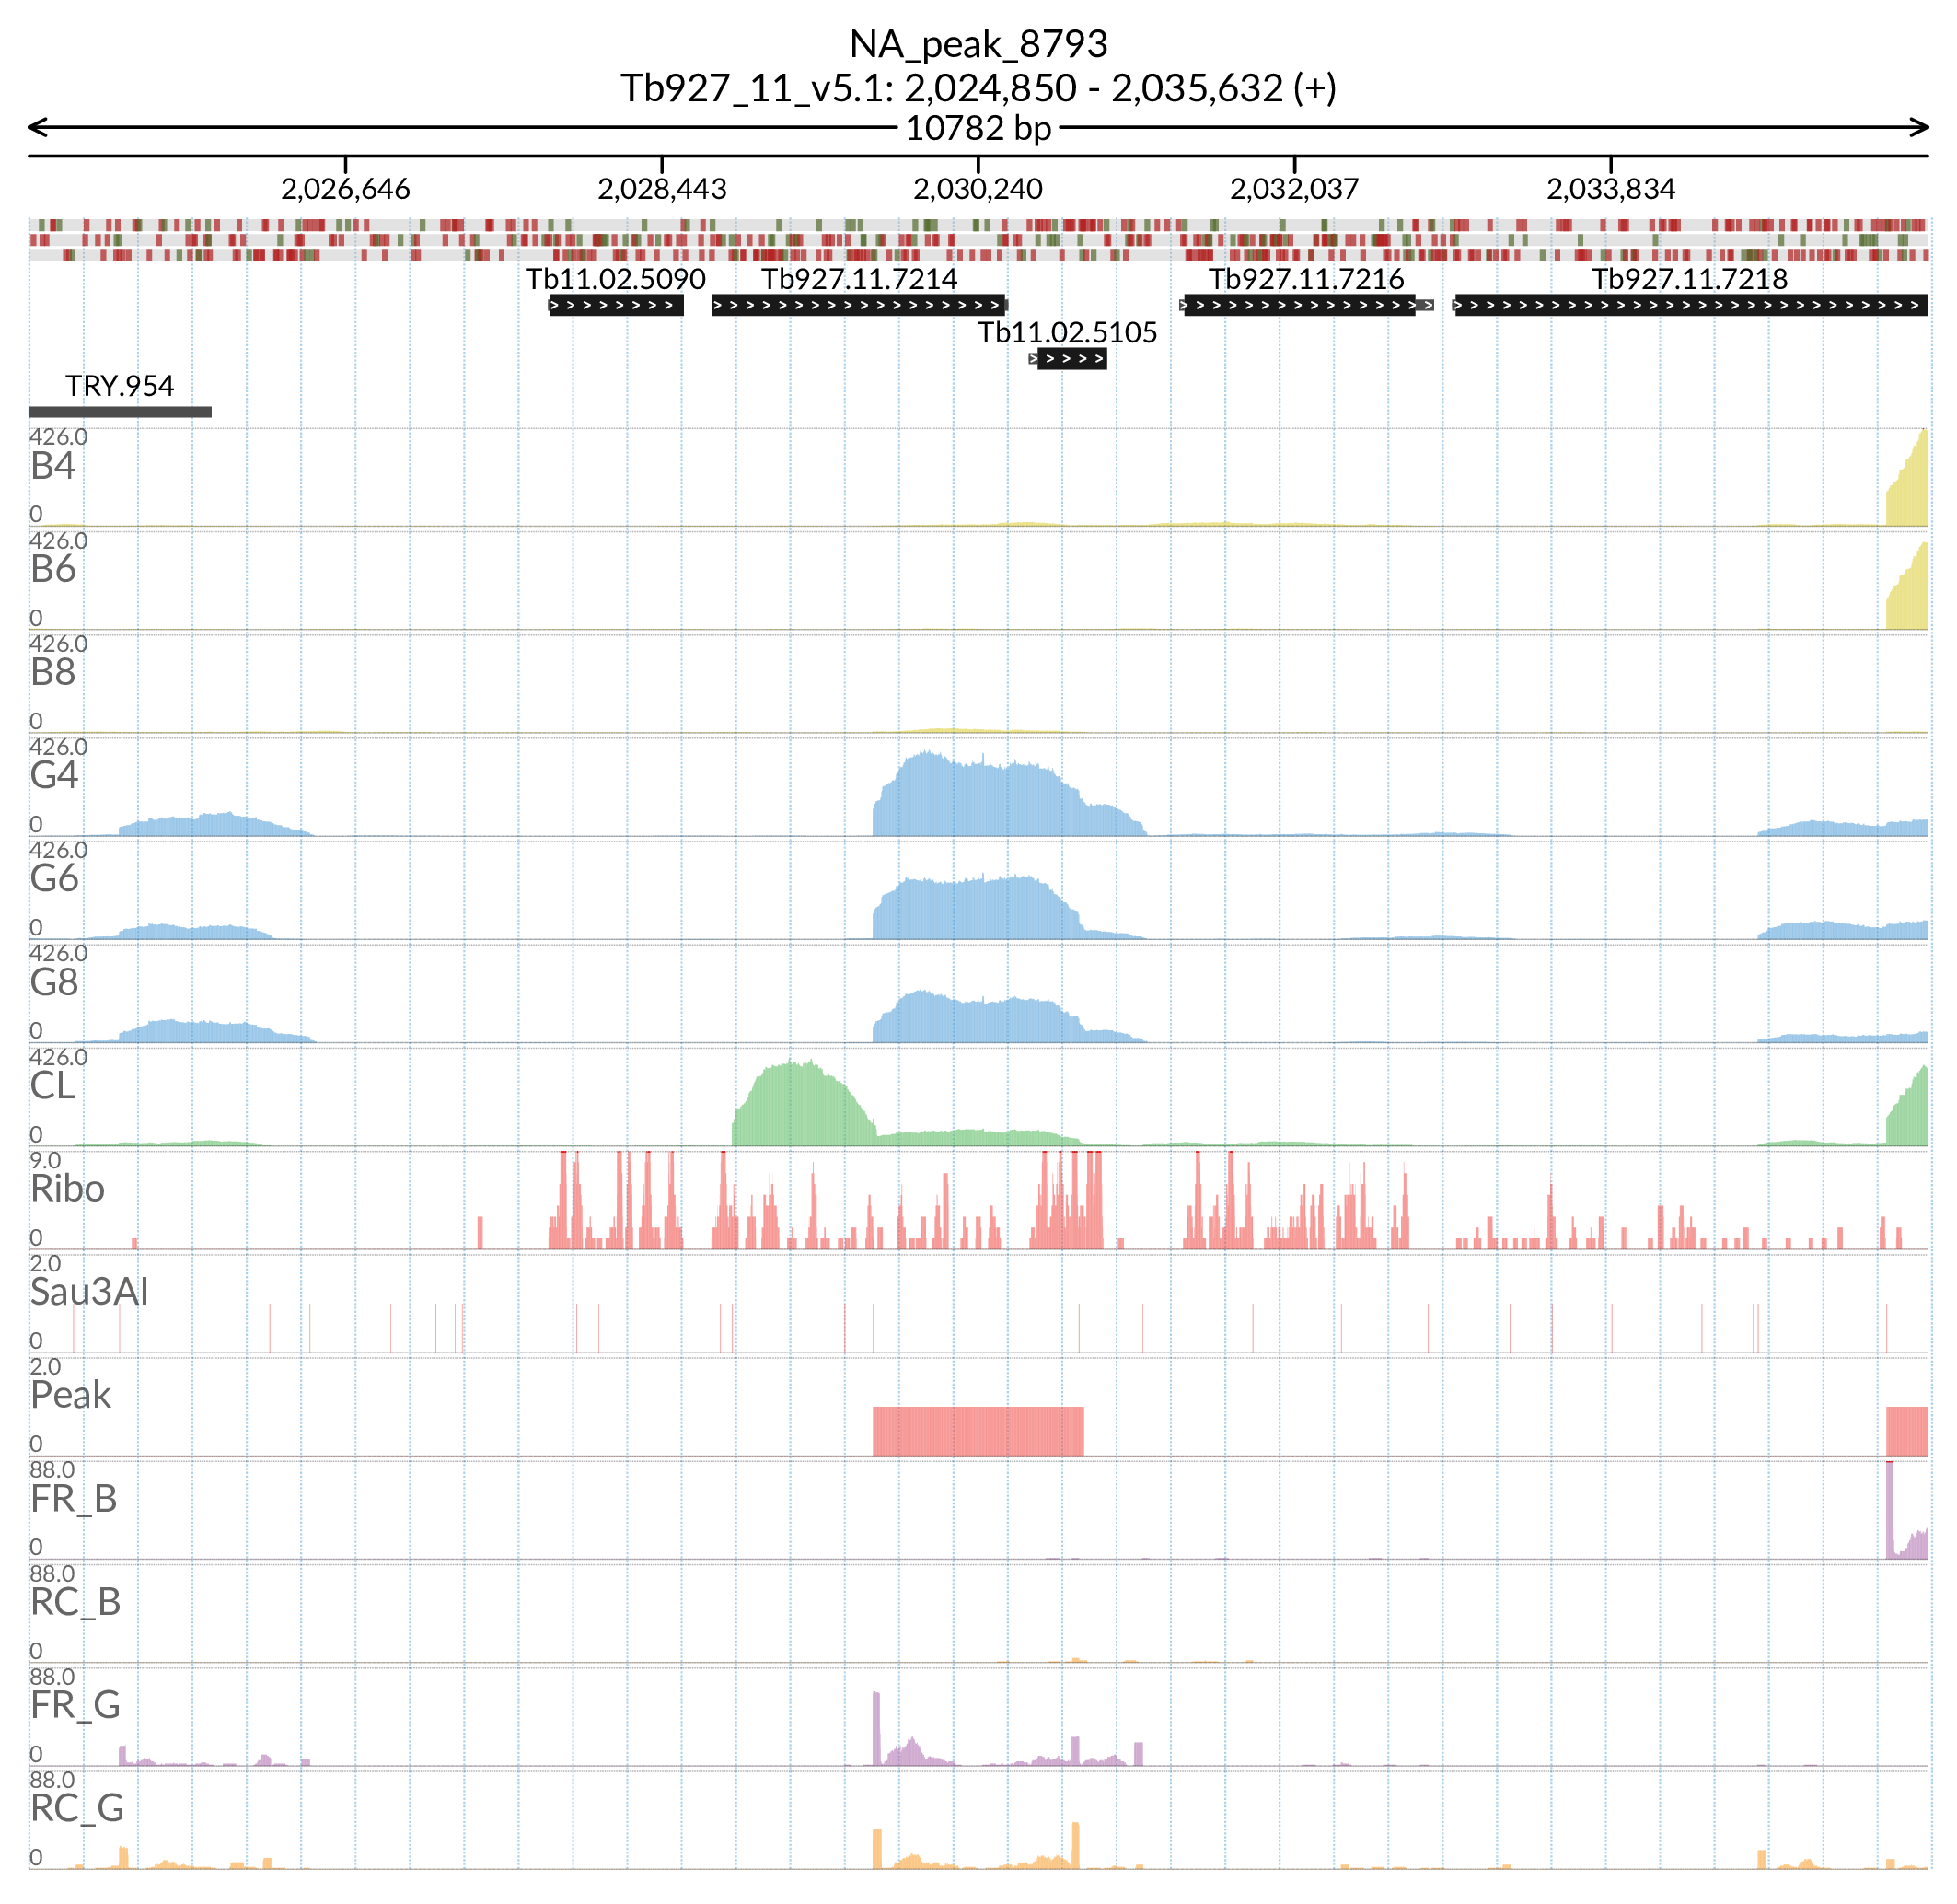 NA_peak_8793
Tb927_11_v5.1: 2,024,850 - 2,035,632 (+)
10782 bp
2,026,646 2,028,443 2,030,240 2,032,037 2,033,834
Tb11.02.5090 Tb927.11.7214 Tb927.11.7216 Tb927.11.7218
Tb11.02.5105
TRY.954
426.0
B4
0
426.0
B6
0
426.0
B8
0
426.0
G4
0
426.0
G6
0
426.0
G8
0
426.0
CL
0
9.0
Ribo
0
2.0
Sau3AI
0
2.0
Peak
0
88.0
FR_B
0
88.0
RC_B
0
88.0
FR_G
0
88.0
RC_G
0